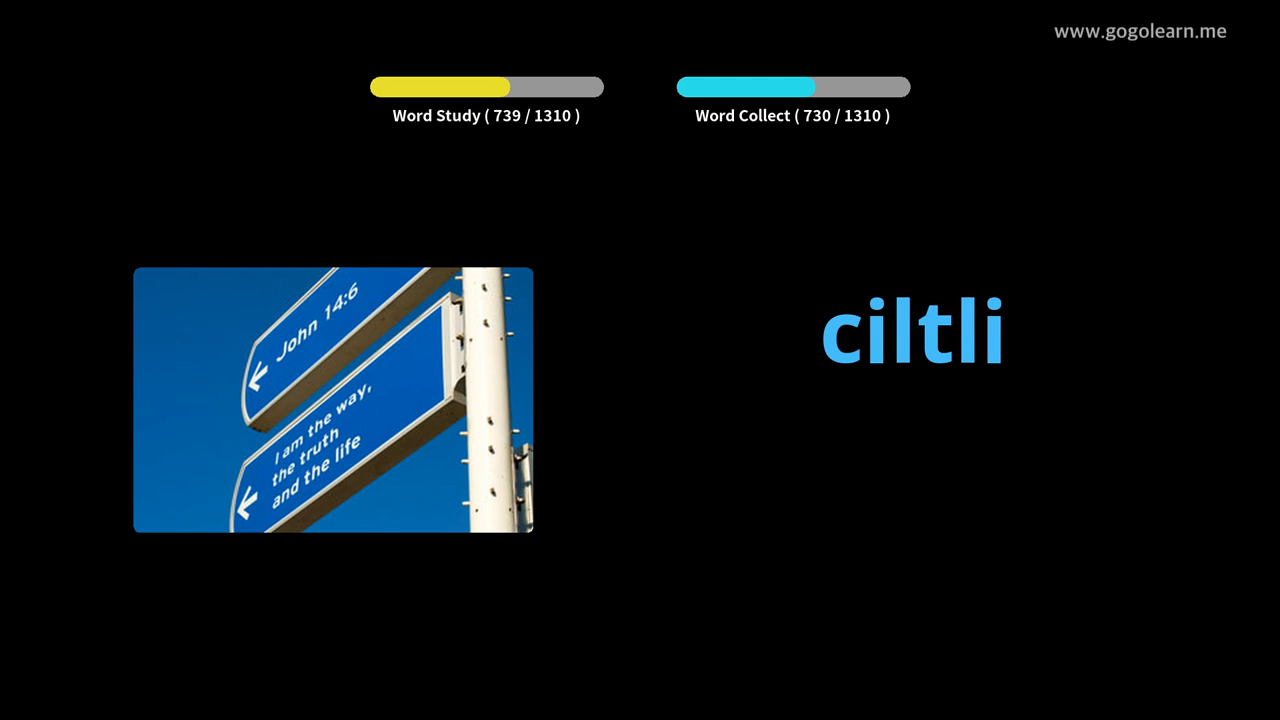 www.gogolearn.me
Word Study ( 739 / 1310 )
Word Collect ( 730 / 1310 )
John 14:6
I am the way,
the truth
and the life
ciltli